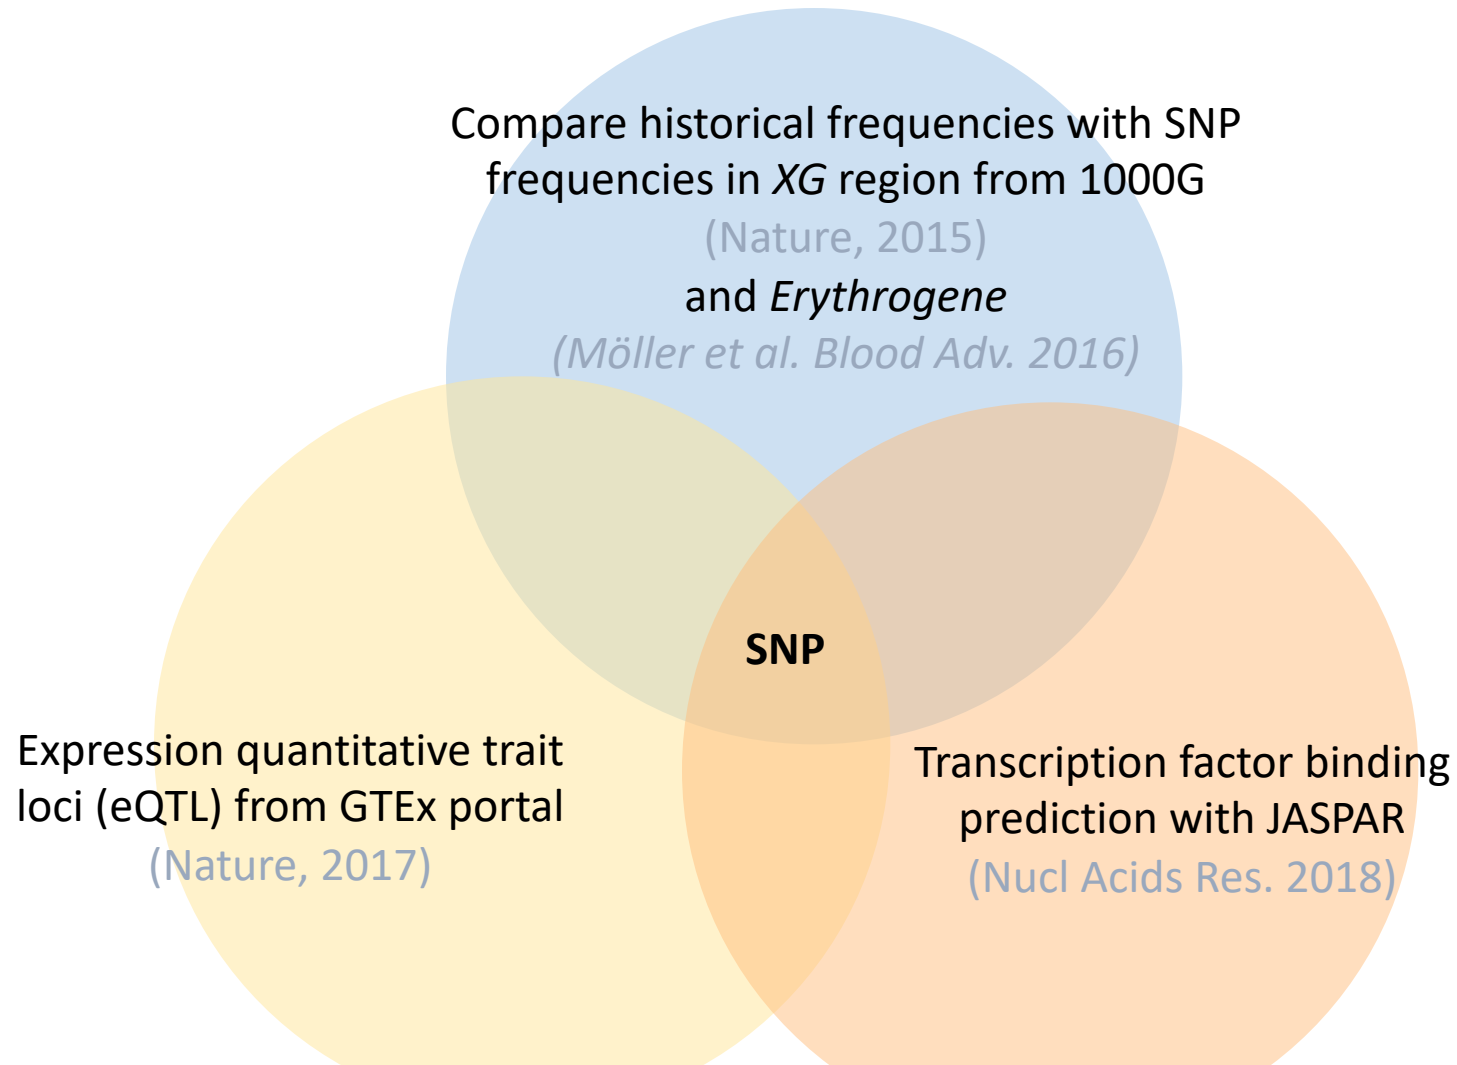 Compare historical frequencies with SNP
frequencies in XG region from 1000G
(Nature, 2015)
and Erythrogene
(Möller et al. Blood Adv. 2016)
SNP
Expression quantitative trait
loci (eQTL) from GTEx portal
(Nature, 2017)
Transcription factor binding
prediction with JASPAR
(Nucl Acids Res. 2018)